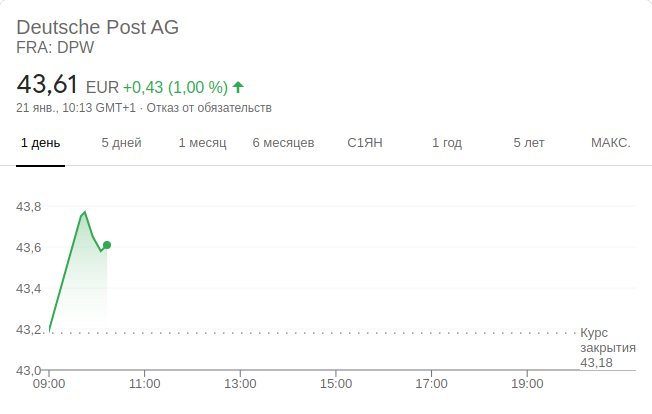 Deutsche Post AG
FRA: DPW
43,61 EUR +0,43 (1,00 %)
21 янв., 10:13 GMT+1 · Отказ от обязательств
1 день 5 дней 1 месяц 6 месяцев С1ЯН 1 год 5 лет МАКС.
43,8
43,6
43,4
43,2
Курс
закрытия
43,18
43,0
09:00 11:00 13:00 15:00 17:00 19:00